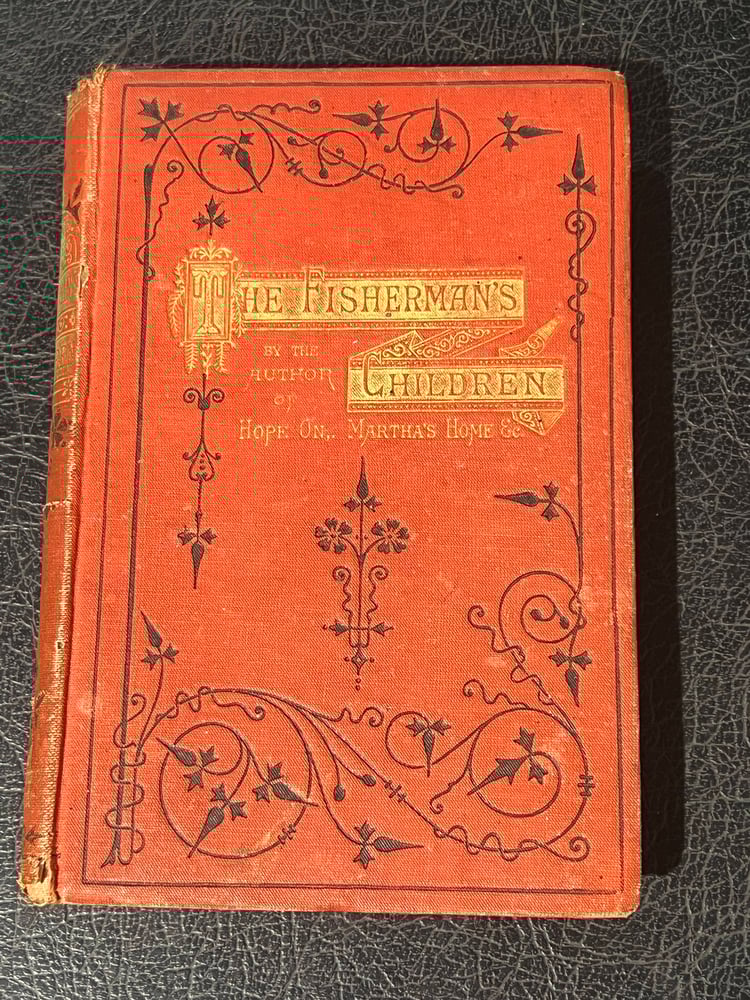 THE FISHERMAN'S
CHILDREN
BY THE
AUTHOR
OF
HOPE ON,. MARTHA'S HOME &c